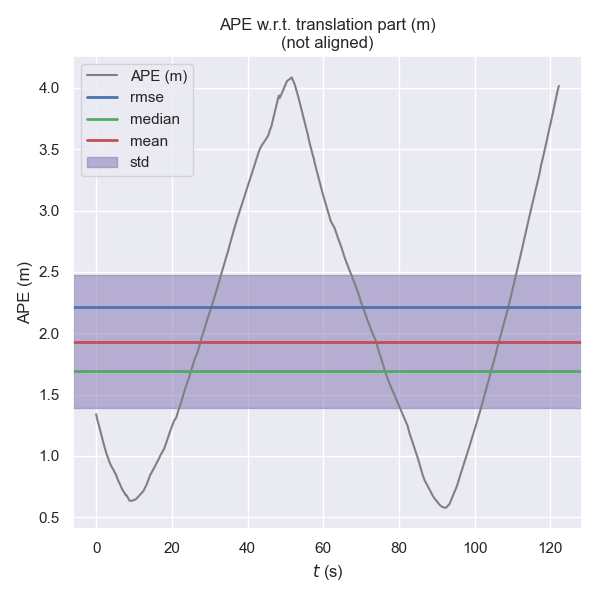 APE w.r.t. translation part (m)
(not aligned)
APE (m)
rmse
median
mean
std
4.0
3.5
3.0
2.5
2.0
1.5
1.0
0.5
APE (m)
0 20 40 60 80 100 120
t (s)